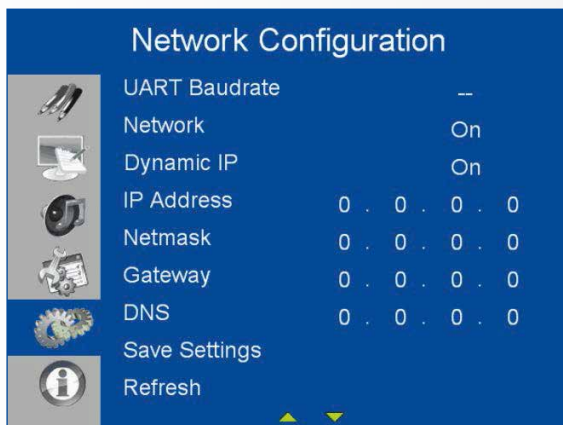 Network Configuration
UART Baudrate --
Network On
Dynamic IP On
IP Address 0 . 0 . 0 . 0
Netmask 0 . 0 . 0 . 0
Gateway 0 . 0 . 0 . 0
DNS 0 . 0 . 0 . 0
Save Settings
Refresh